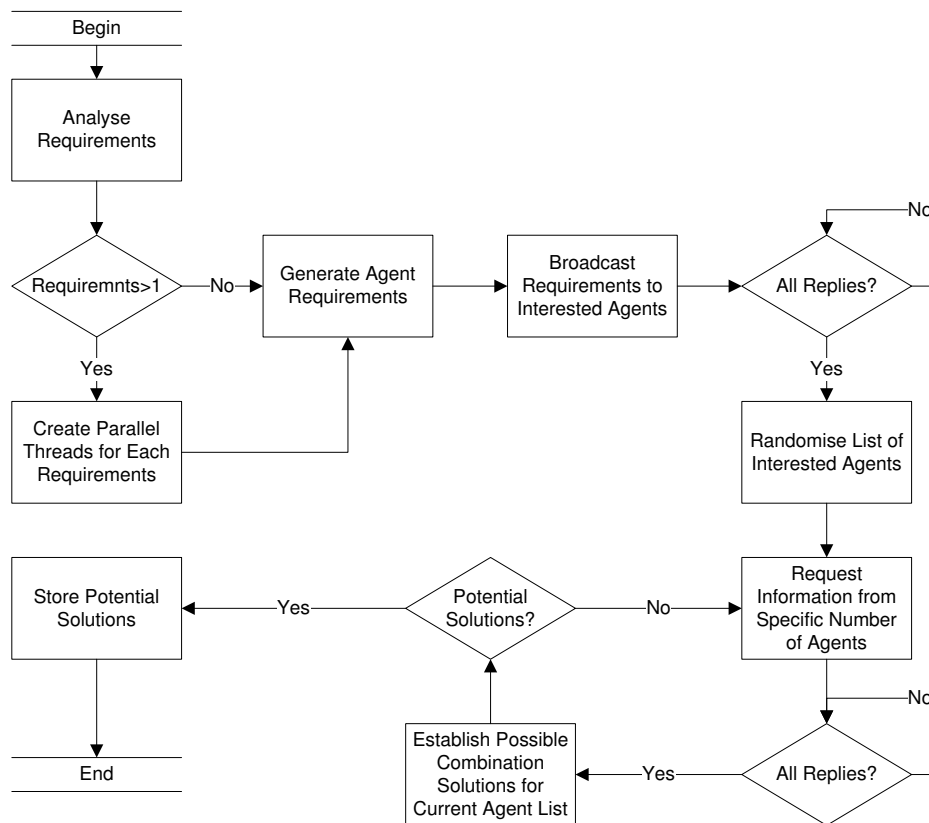 Begin
Analyse
Requirements
No
Requiremnts>1
No
Generate Agent
Requirements
Broadcast
Requirements to
Interested Agents
All Replies?
Yes
Yes
Create Parallel
Threads for Each
Requirements
Randomise List of
Interested Agents
Store Potential
Solutions
Yes
Potential
Solutions?
No
Request
Information from
Specific Number
of Agents
No
End
Establish Possible
Combination
Solutions for
Current Agent List
Yes
All Replies?